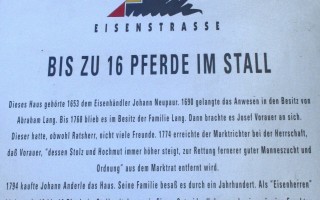 EISENSTRASSE
BIS ZU 16 PFERDE IM STALL
Dieses Haus gehörte 1653 dem Eisenhändler Johann Neupaur. 1690 gelangte das Anwesen in den Besitz von
Abraham Lang. Bis 1760 blieb es im Besitz der Familie Lang. Dann brachte es Josef Vorauer an sich.
Dieser hatte, obwohl Ratsherr, nicht viele Freunde. 1774 erreichte der Marktrichter bei der Herrschaft,
daß Vorauer, "dessen Stolz und Hochmut immer höher steiget, zur Rettung fernerer guter Manneszucht und
Ordnung" aus dem Marktrat entfernt wird.
1794 kaufte Johann Anderle das Haus. Seine Familie besaß es durch ein Jahrhundert. Als "Eisenherren"